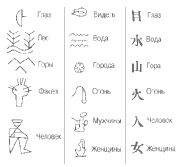 Глаз
Лес
Горы
Факел
Человек
Видеть
Вода
Города
Огонь
Мужчины
Женщины
目 Глаз
水 Вода
山 Гора
火 Огонь
人 Человек
女 Женщина